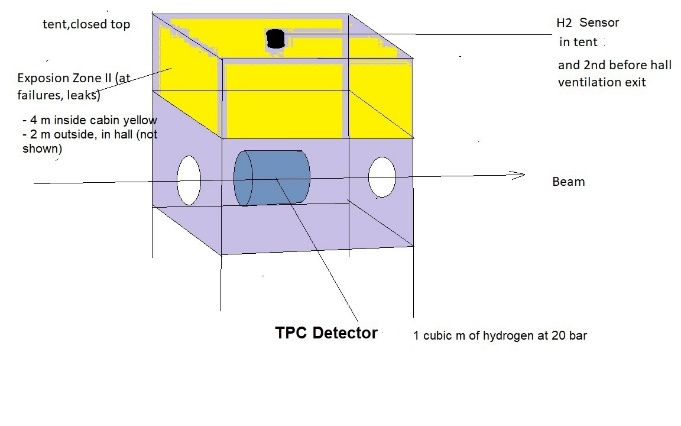 tent,closed top
H2 Sensor
in tent
and 2nd before hall
ventilation exit
Exposion Zone II (at
failures, leaks)
- 4 m inside cabin yellow
- 2 m outside, in hall (not
shown)
Beam
TPC Detector
1 cubic m of hydrogen at 20 bar